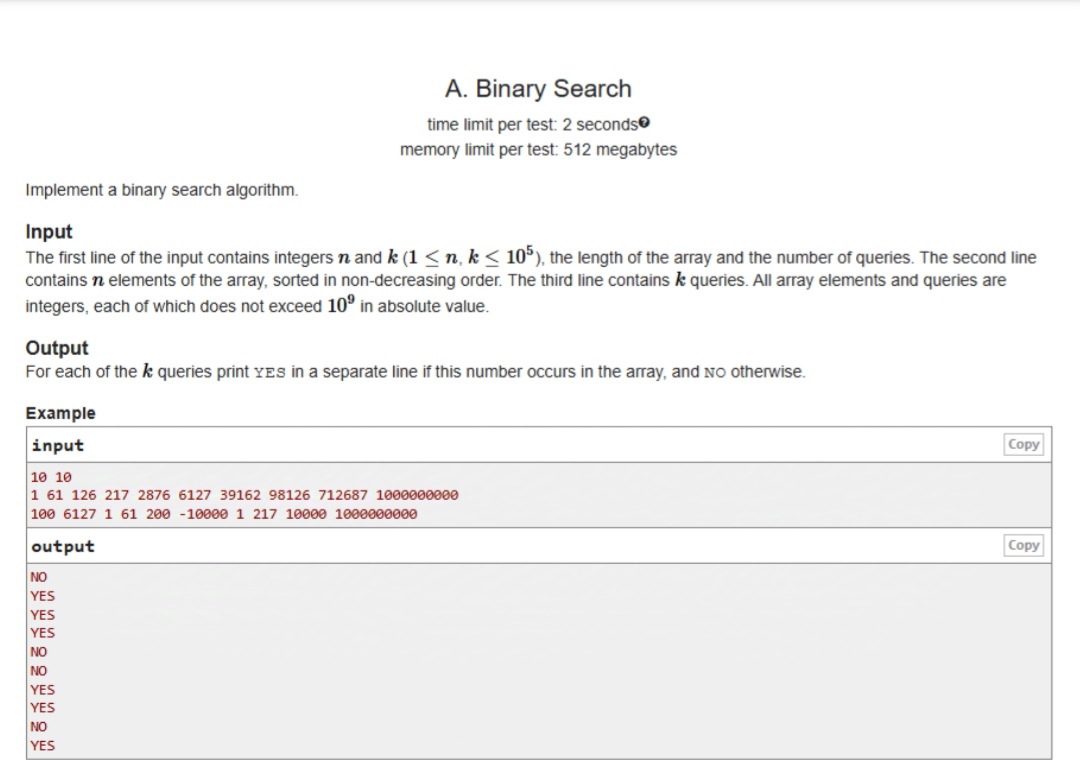 A. Binary Search
time limit per test: 2 seconds
memory limit per test: 512 megabytes
Implement a binary search algorithm.
Input
The first line of the input contains integers n and k (1 ≤ n, k ≤ 10⁵), the length of the array and the number of queries. The second line
contains n elements of the array, sorted in non-decreasing order. The third line contains k queries. All array elements and queries are
integers, each of which does not exceed 10⁹ in absolute value.
Output
For each of the k queries print YES in a separate line if this number occurs in the array, and NO otherwise.
Example
input Copy
10 10
1 61 126 217 2876 6127 39162 98126 712687 1000000000
100 6127 1 61 200 -10000 1 217 10000 1000000000
output Copy
NO
YES
YES
YES
NO
NO
YES
YES
NO
YES